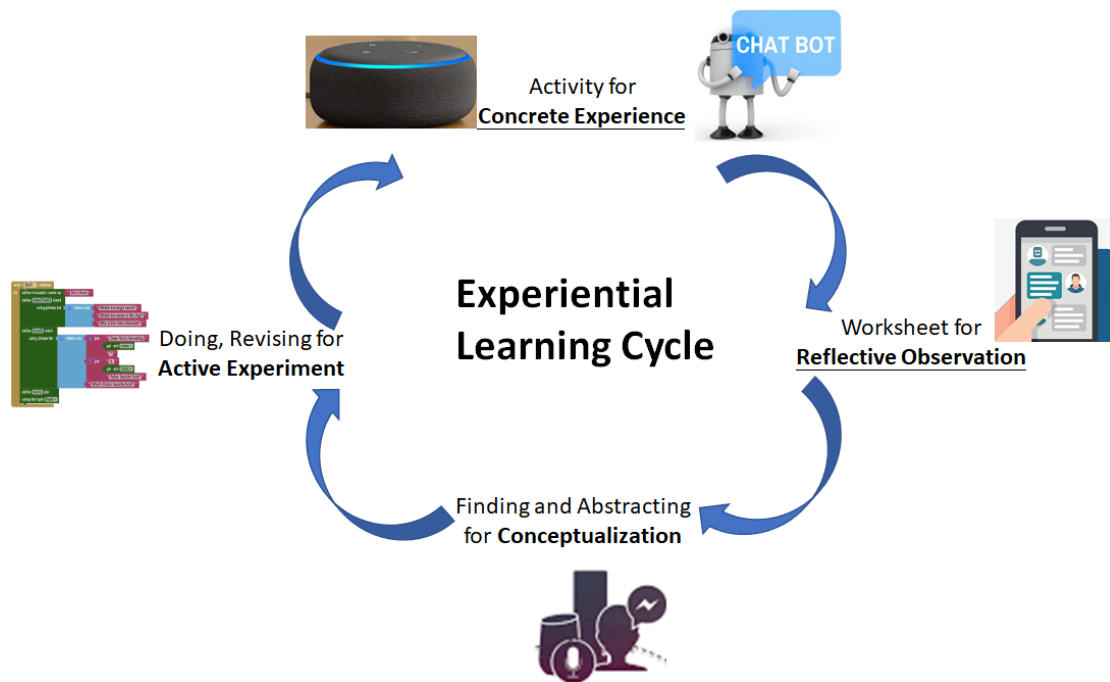 Activity for
Concrete Experience
CHAT BOT
Experiential
Learning Cycle
Worksheet for
Reflective Observation
Doing, Revising for
Active Experiment
Finding and Abstracting
for Conceptualization